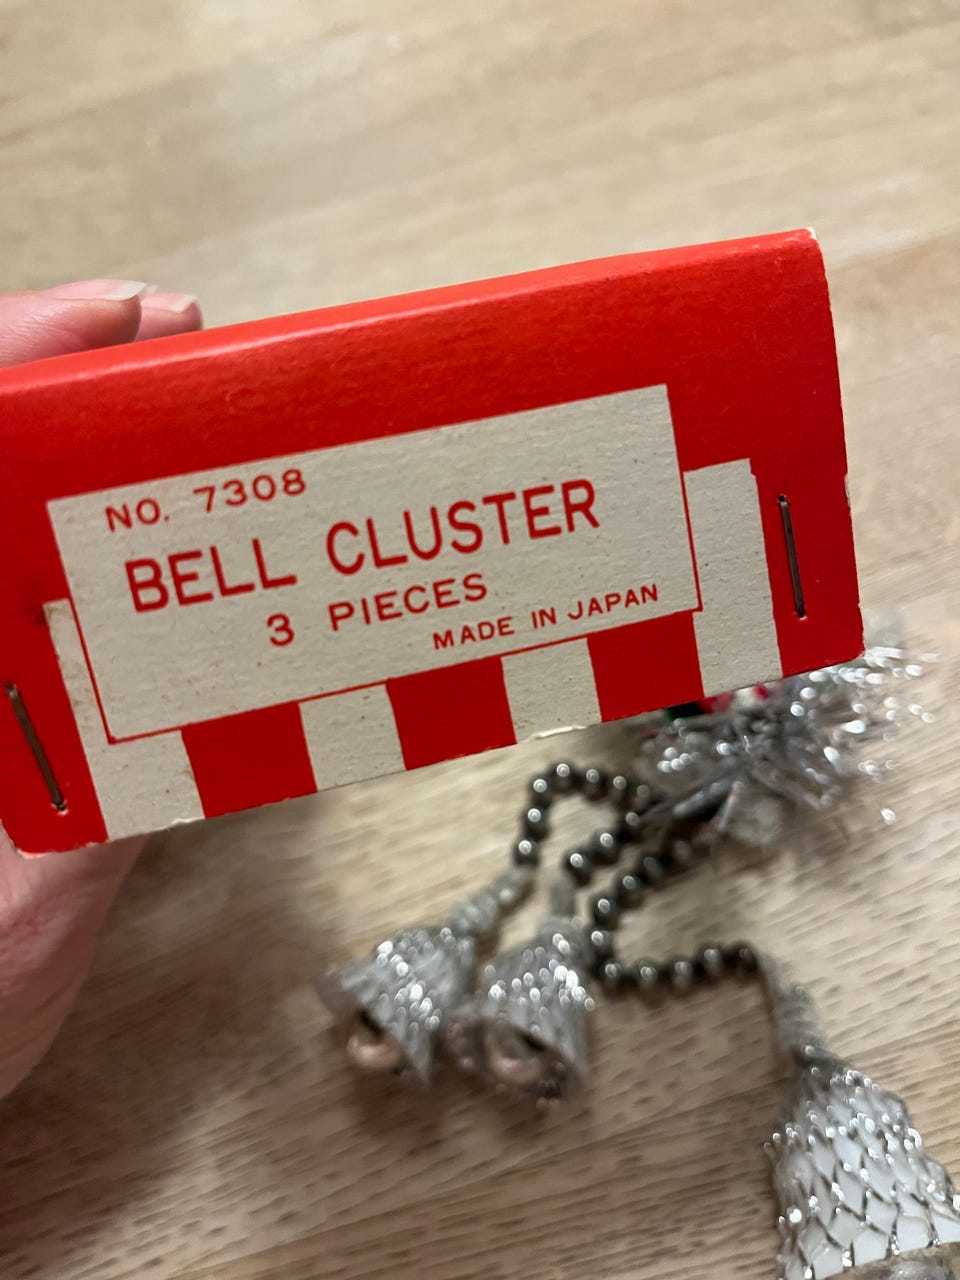 NO. 7308
BELL CLUSTER
3 PIECES
MADE IN JAPAN